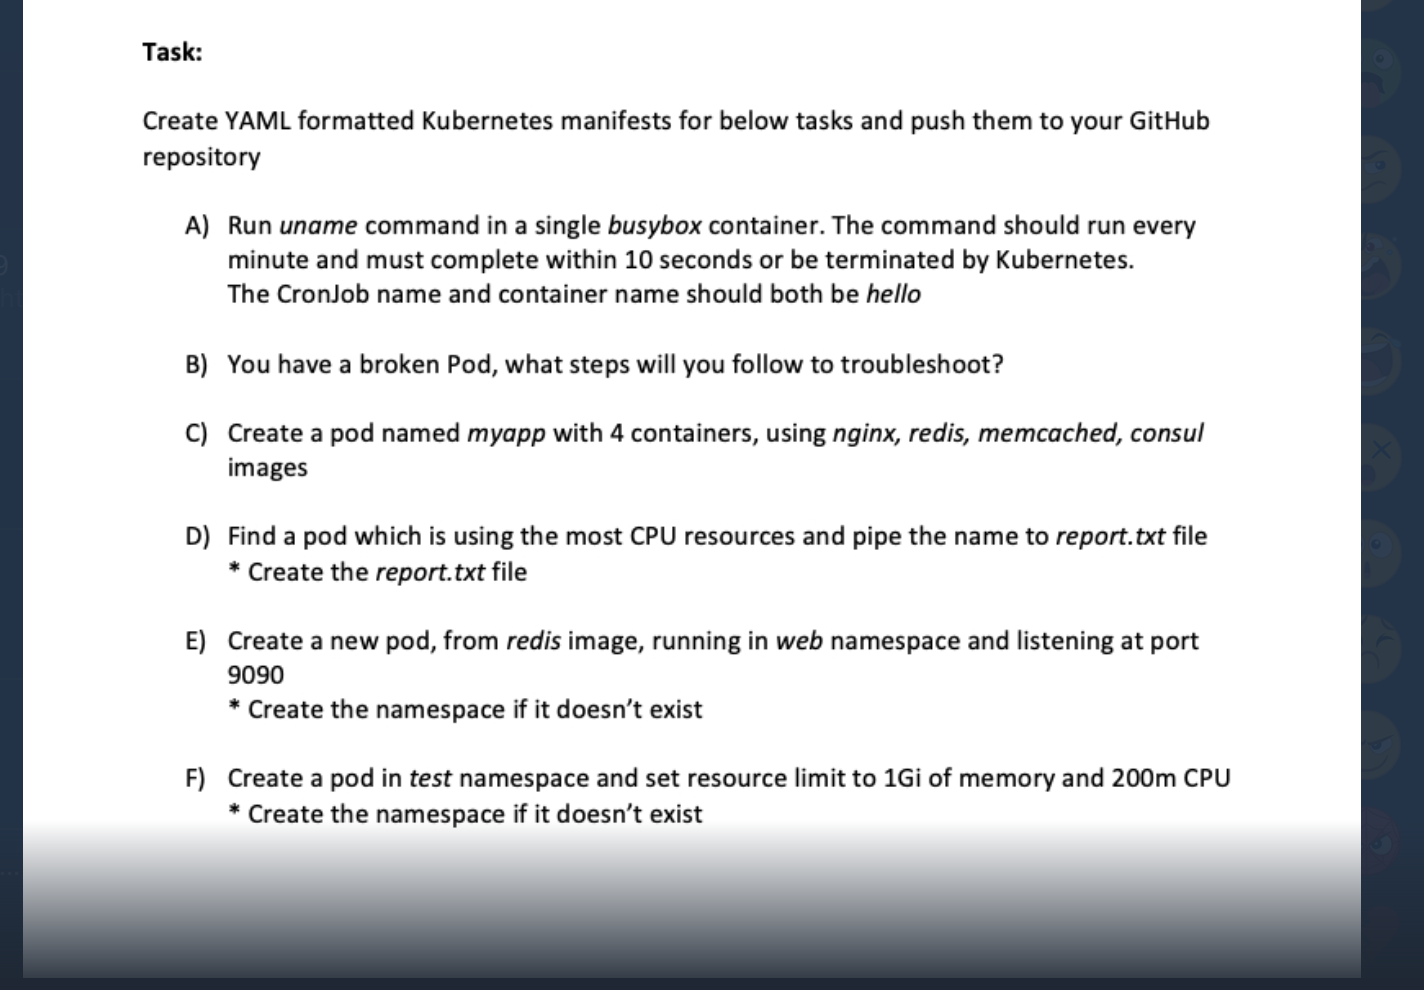 Task:
Create YAML formatted Kubernetes manifests for below tasks and push them to your GitHub
repository
A) Run uname command in a single busybox container. The command should run every
minute and must complete within 10 seconds or be terminated by Kubernetes.
The CronJob name and container name should both be hello
B) You have a broken Pod, what steps will you follow to troubleshoot?
C) Create a pod named myapp with 4 containers, using nginx, redis, memcached, consul
images
D) Find a pod which is using the most CPU resources and pipe the name to report.txt file
* Create the report.txt file
E) Create a new pod, from redis image, running in web namespace and listening at port
9090
* Create the namespace if it doesn’t exist
F) Create a pod in test namespace and set resource limit to 1Gi of memory and 200m CPU
* Create the namespace if it doesn’t exist